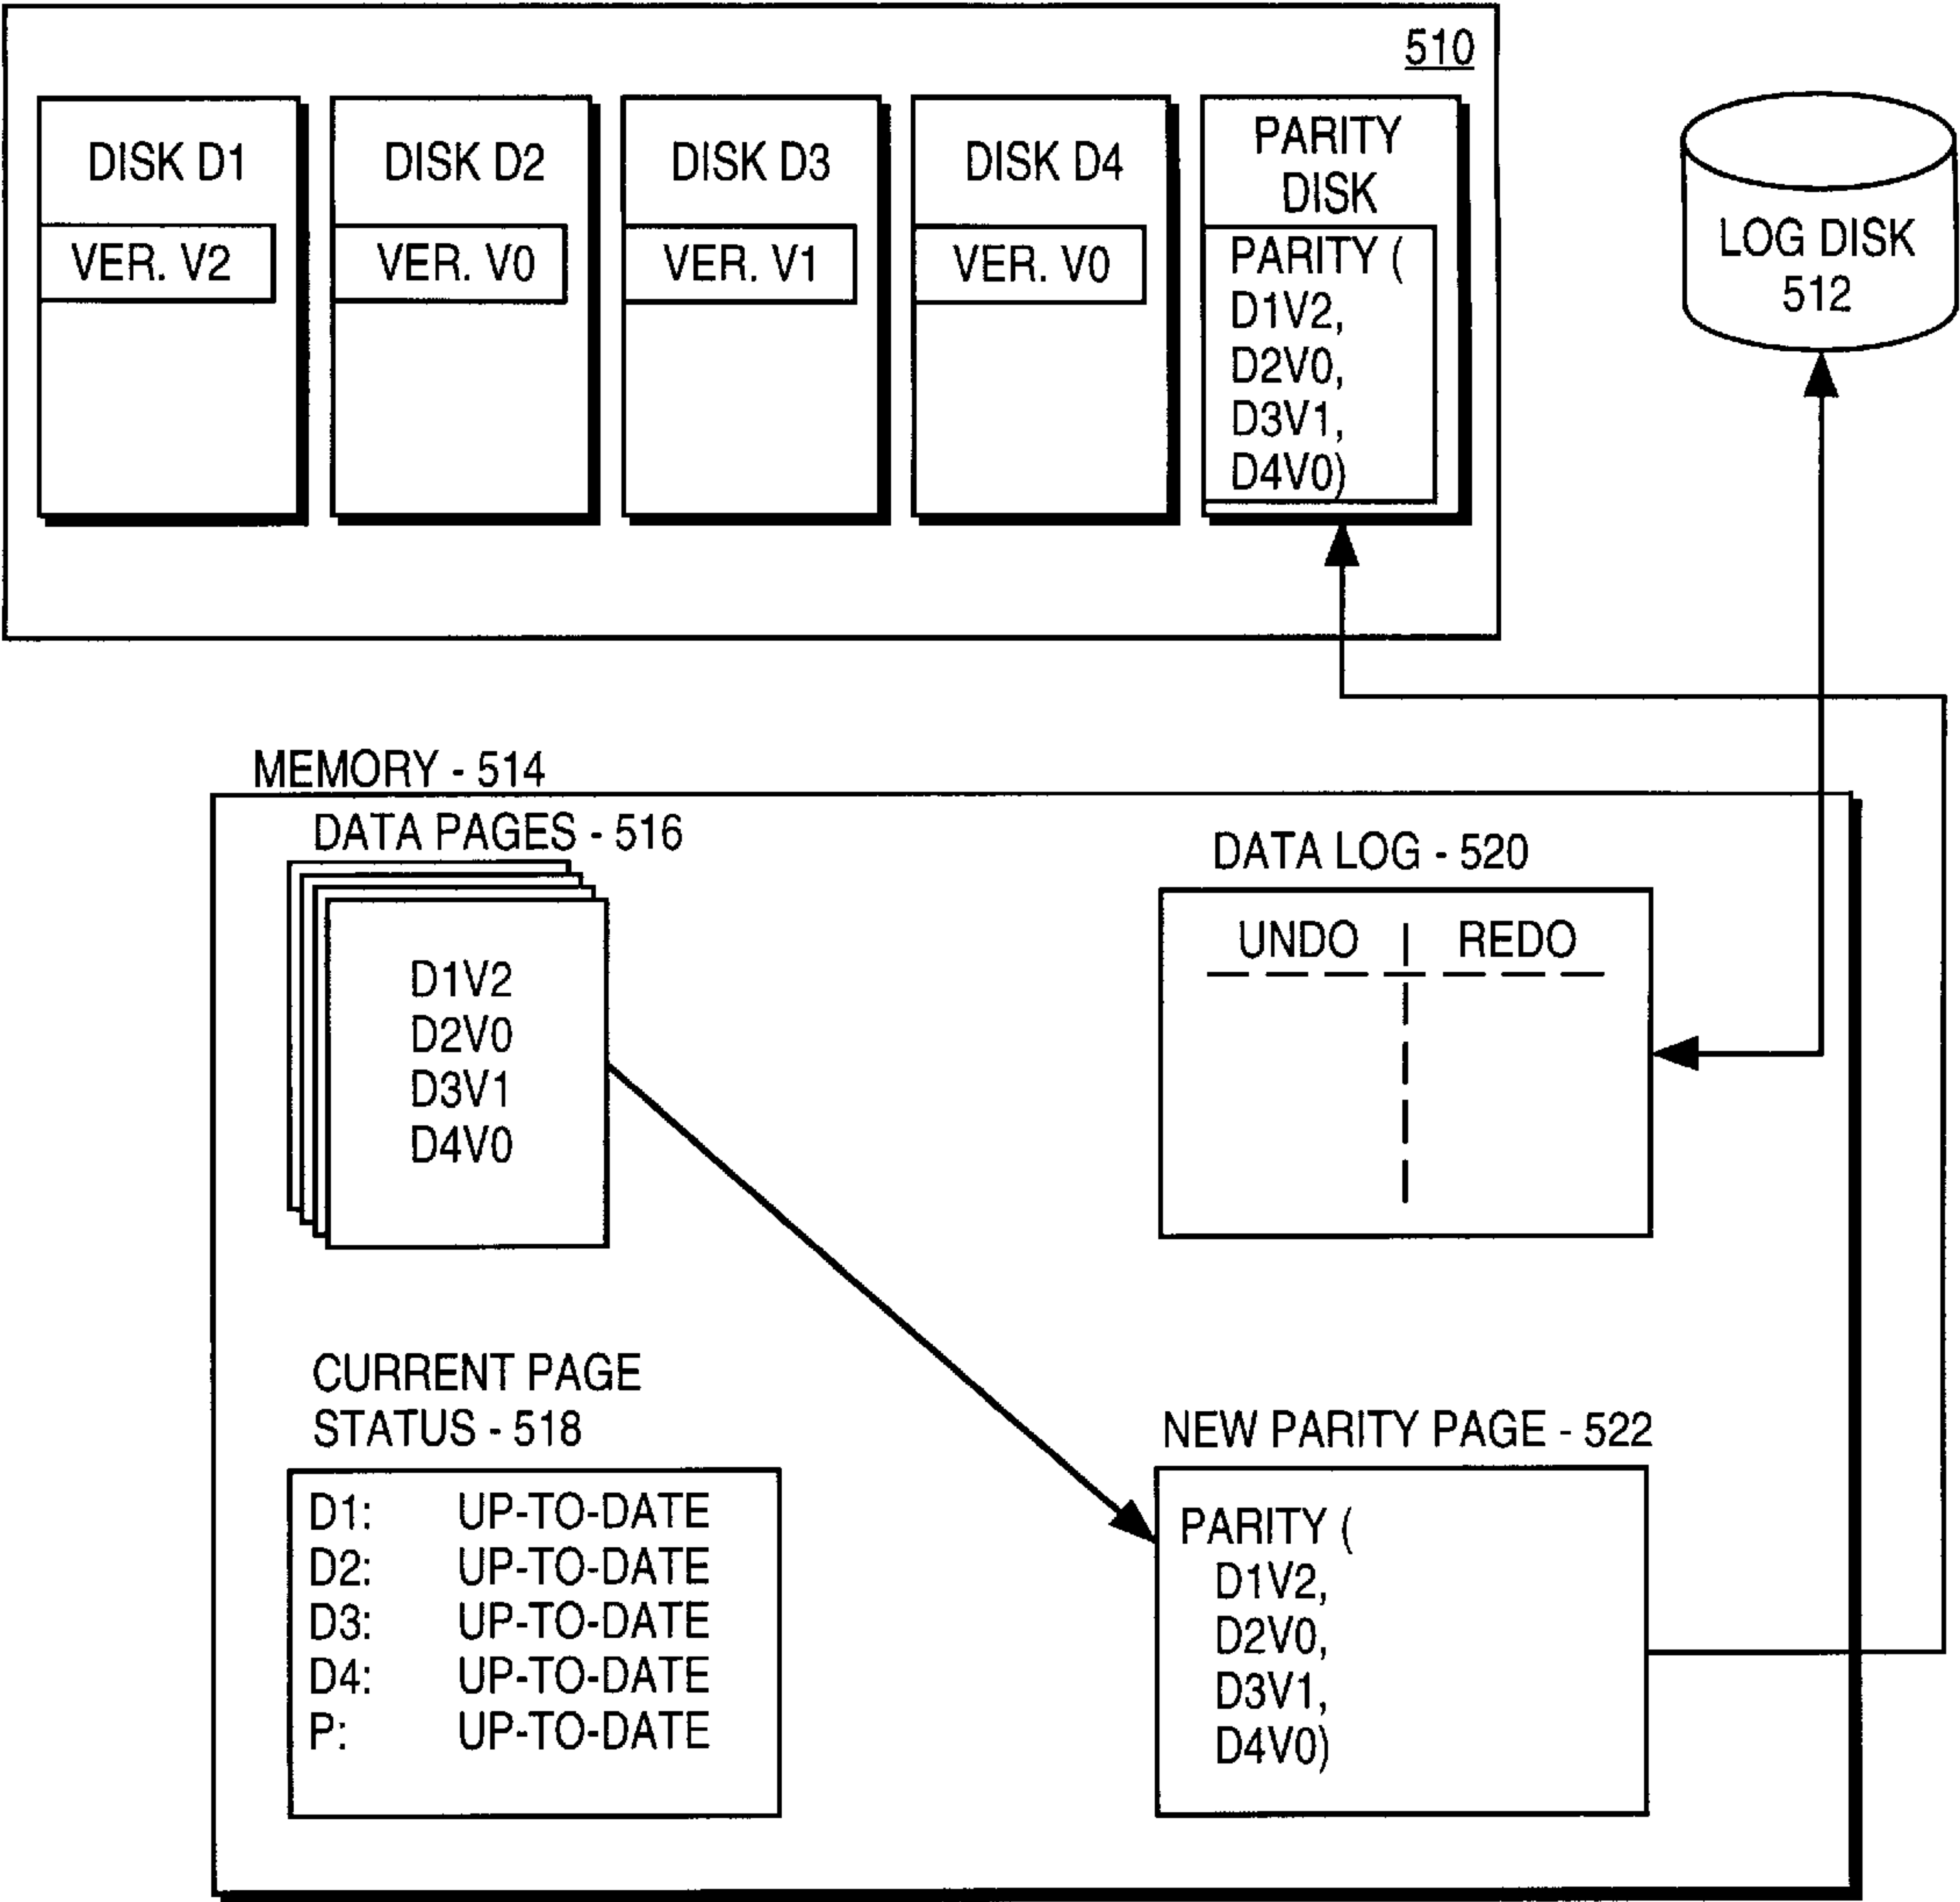 510
DISK D1
VER. V2
DISK D2
VER. V0
DISK D3
VER. V1
DISK D4
VER. V0
PARITY
DISK
PARITY (
D1V2,
D2V0,
D3V1,
D4V0)
LOG DISK
512
MEMORY - 514
DATA PAGES - 516
D1V2
D2V0
D3V1
D4V0
DATA LOG - 520
UNDO | REDO
CURRENT PAGE
STATUS - 518
D1: UP-TO-DATE
D2: UP-TO-DATE
D3: UP-TO-DATE
D4: UP-TO-DATE
P: UP-TO-DATE
NEW PARITY PAGE - 522
PARITY (
D1V2,
D2V0,
D3V1,
D4V0)